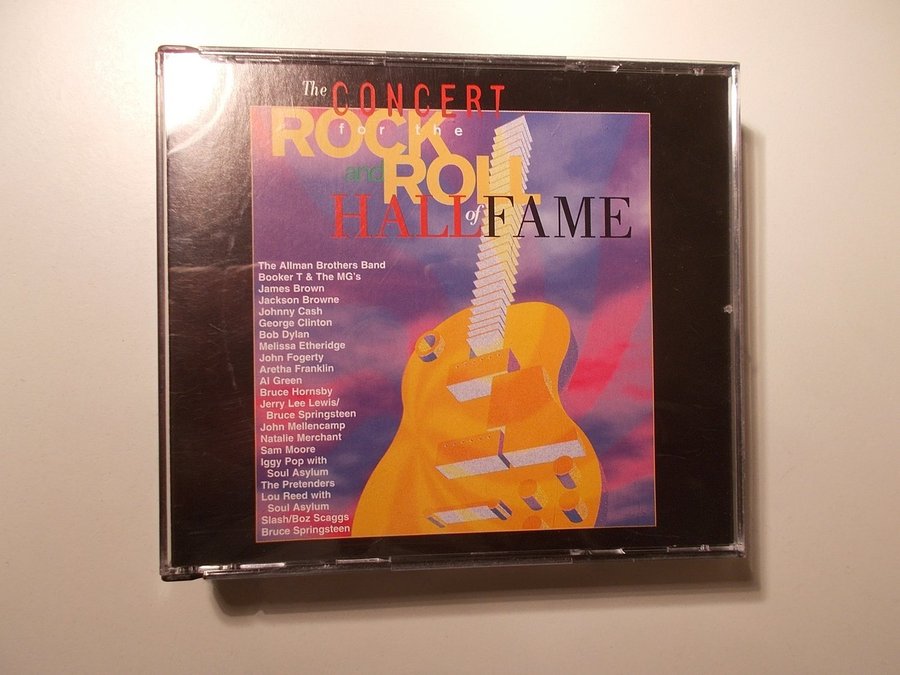 The CONCERT
for the
ROCK
and ROLL
HALL of FAME
The Allman Brothers Band
Booker T & The MG's
James Brown
Jackson Browne
Johnny Cash
George Clinton
Bob Dylan
Melissa Etheridge
John Fogerty
Aretha Franklin
Al Green
Bruce Hornsby
Jerry Lee Lewis/
Bruce Springsteen
John Mellencamp
Natalie Merchant
Sam Moore
Iggy Pop with
Soul Asylum
The Pretenders
Lou Reed with
Soul Asylum
Slash/Boz Scaggs
Bruce Springsteen